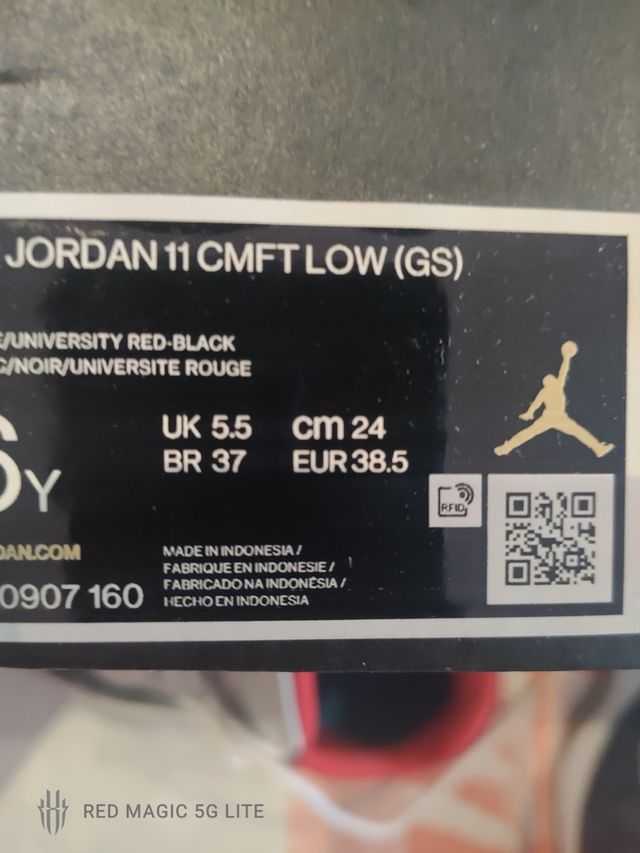 JORDAN 11 CMFT LOW (GS)
/UNIVERSITY RED-BLACK
/NOIR/UNIVERSITE ROUGE
UK 5.5 cm 24
BR 37 EUR 38.5
Y
RFID
DAN.COM
MADE IN INDONESIA /
FABRIQUE EN INDONESIE /
FABRICADO NA INDONÉSIA /
HECHO EN INDONESIA
0907 160
RED MAGIC 5G LITE